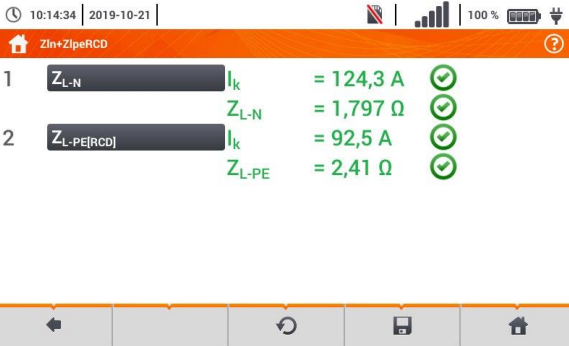 10:14:34 2019-10-21 100 %
Zln+ZlpeRCD ?
1 ZL-N Ik = 124,3 A
ZL-N = 1,797 Ω
2 ZL-PE[RCD] Ik = 92,5 A
ZL-PE = 2,41 Ω